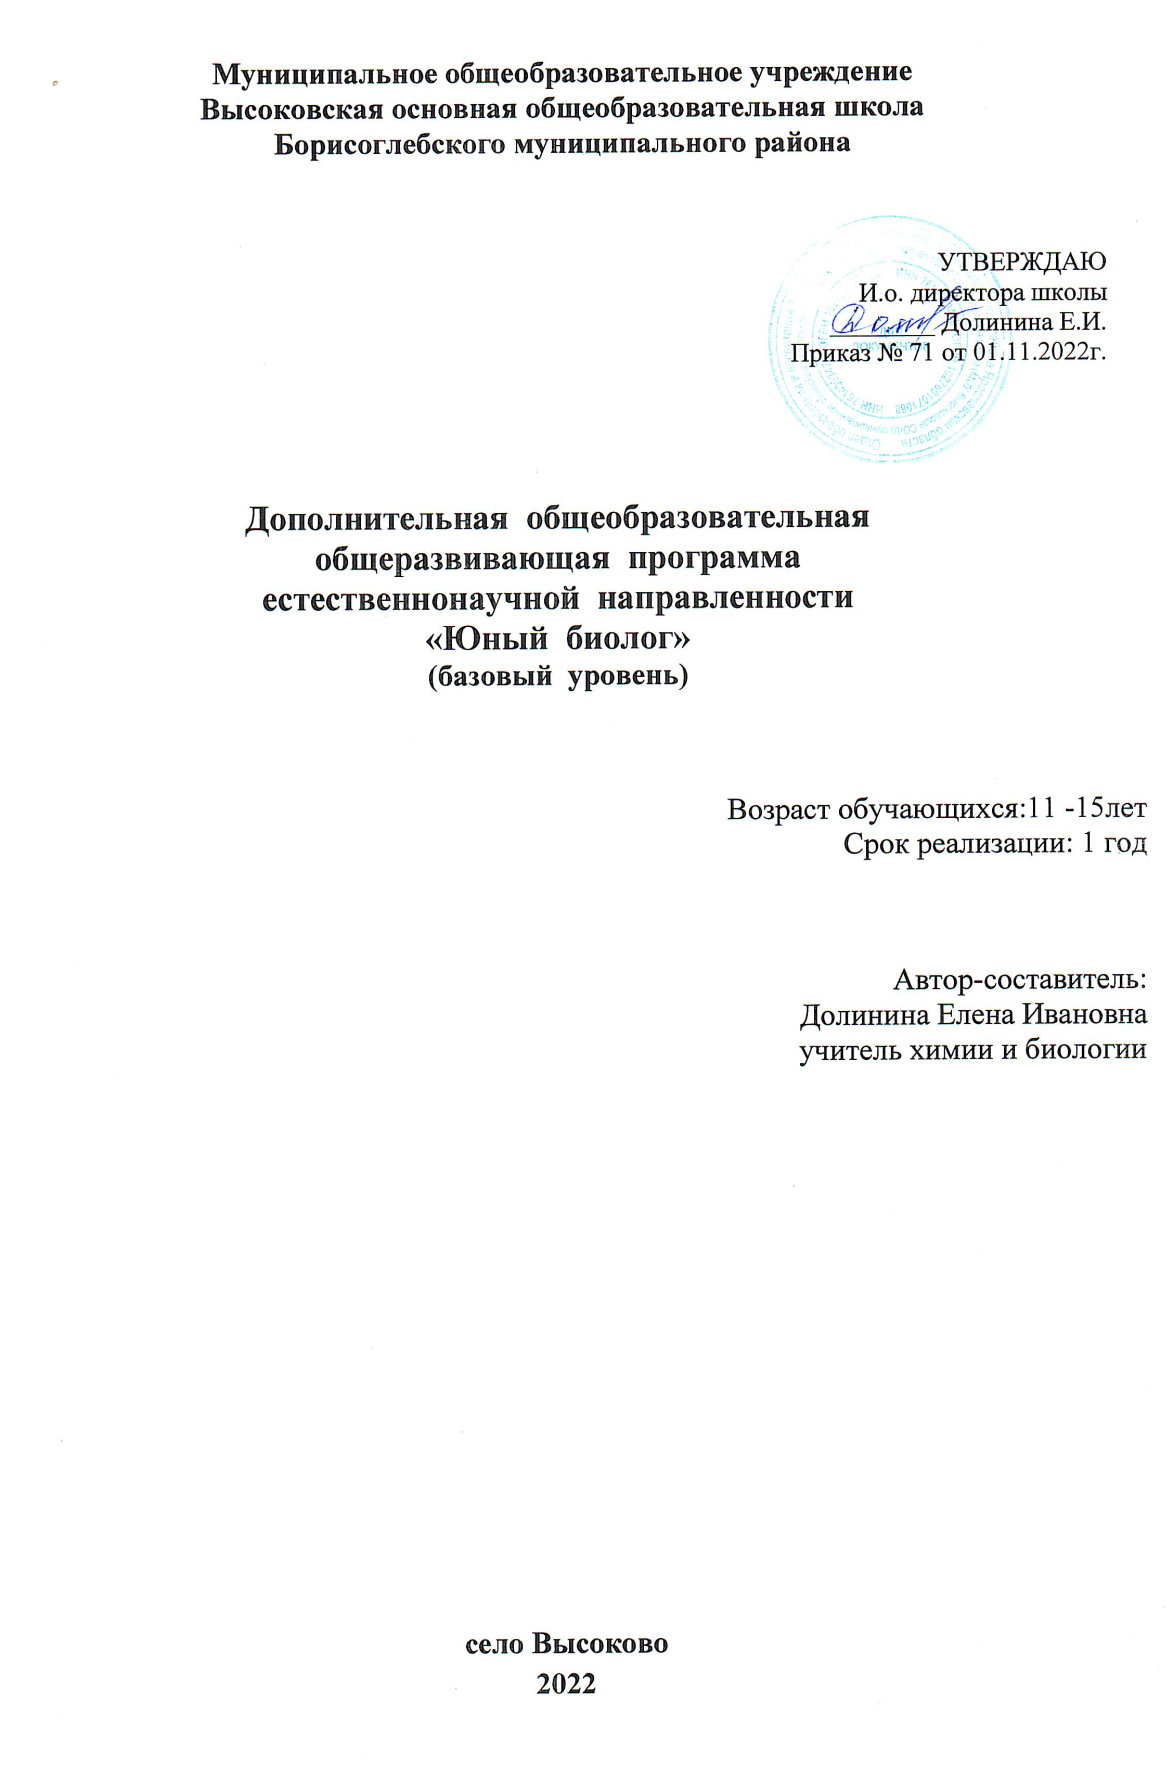 Муниципальное общеобразовательное учреждение
Высоковская основная общеобразовательная школа
Борисоглебского муниципального района
УТВЕРЖДАЮ
И.о. директора школы
________ Долинина Е.И.
Приказ № 71 от 01.11.2022г.
Дополнительная общеобразовательная
общеразвивающая программа
естественнонаучной направленности
«Юный биолог»
(базовый уровень)
Возраст обучающихся:11 -15лет
Срок реализации: 1 год
Автор-составитель:
Долинина Елена Ивановна
учитель химии и биологии
село Высоково
2022